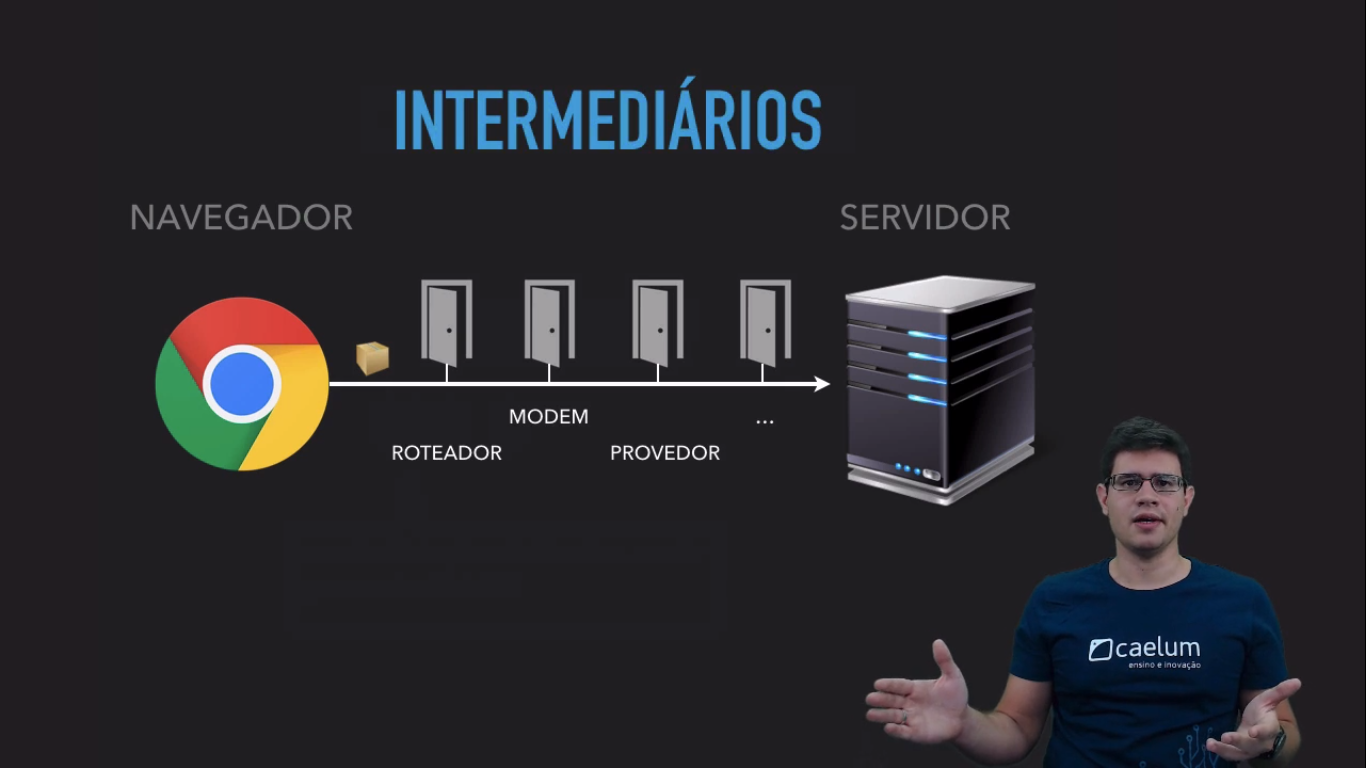 INTERMEDIÁRIOS
NAVEGADOR
SERVIDOR
MODEM
...
ROTEADOR
PROVEDOR
caelum
ensino e inovação